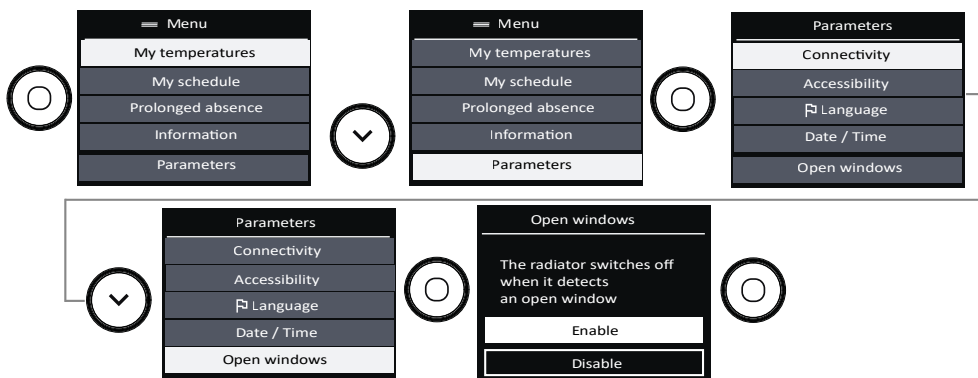 Menu
My temperatures
My schedule
Prolonged absence
Information
Parameters
Menu
My temperatures
My schedule
Prolonged absence
Information
Parameters
Parameters
Connectivity
Accessibility
Language
Date / Time
Open windows
Parameters
Connectivity
Accessibility
Language
Date / Time
Open windows
Open windows
The radiator switches off
when it detects
an open window
Enable
Disable